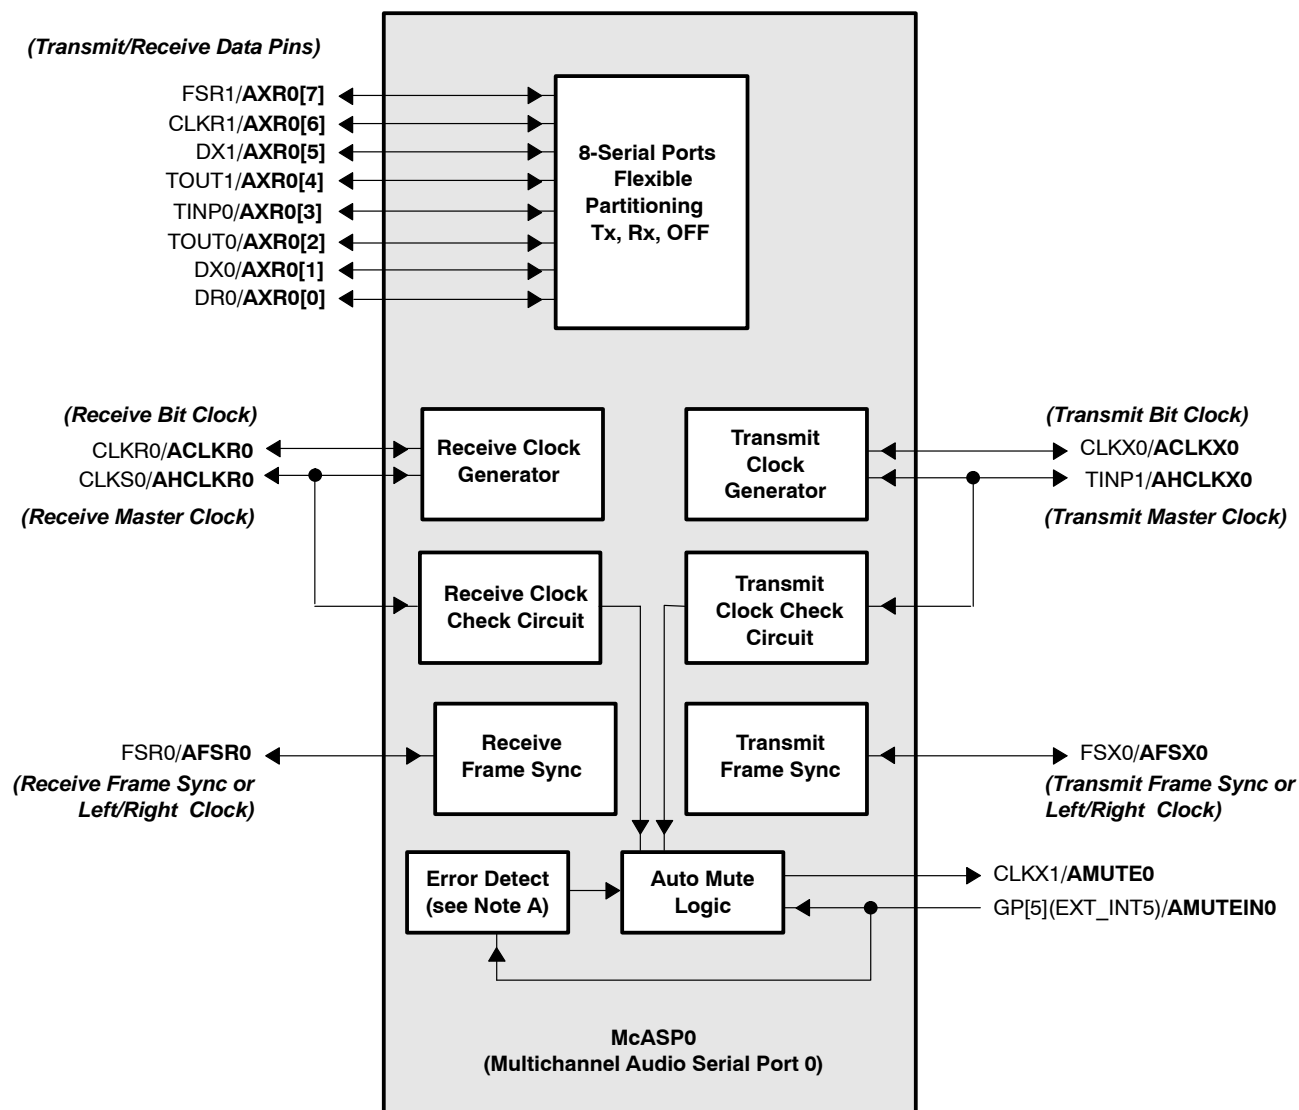 (Transmit/Receive Data Pins)
FSR1/AXR0[7]
CLKR1/AXR0[6]
DX1/AXR0[5]
TOUT1/AXR0[4]
TINP0/AXR0[3]
TOUT0/AXR0[2]
DX0/AXR0[1]
DR0/AXR0[0]
8-Serial Ports
Flexible
Partitioning
Tx, Rx, OFF
(Receive Bit Clock)
CLKR0/ACLKR0
CLKS0/AHCLKR0
(Receive Master Clock)
Receive Clock
Generator
Transmit
Clock
Generator
(Transmit Bit Clock)
CLKX0/ACLKX0
TINP1/AHCLKX0
(Transmit Master Clock)
Receive Clock
Check Circuit
Transmit
Clock Check
Circuit
FSR0/AFSR0
(Receive Frame Sync or
Left/Right Clock)
Receive
Frame Sync
Transmit
Frame Sync
FSX0/AFSX0
(Transmit Frame Sync or
Left/Right Clock)
Error Detect
(see Note A)
Auto Mute
Logic
CLKX1/AMUTE0
GP[5](EXT_INT5)/AMUTEIN0
McASP0
(Multichannel Audio Serial Port 0)